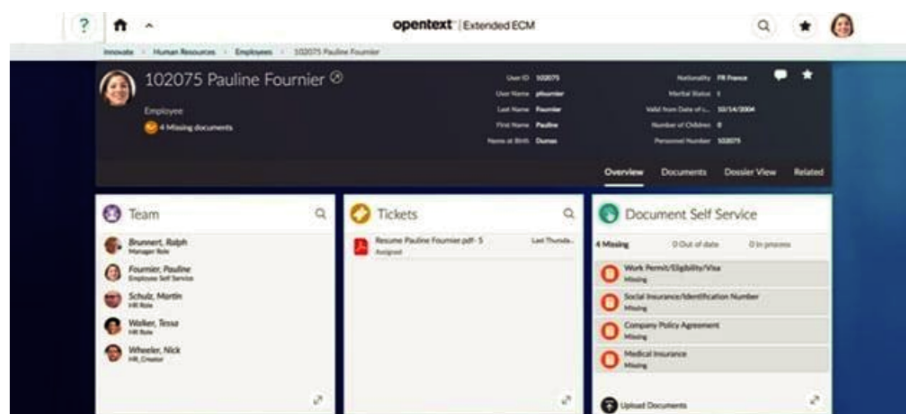 ?
opentext™ | Extended ECM
Innovate > Human Resources > Employees > 102075 Pauline Fournier
102075 Pauline Fournier
Employee
4 Missing documents
User ID 102075
User Name pfournier
Last Name Fournier
First Name Pauline
Name at Birth Dumas
Nationality FR France
Marital Status 1
Valid from Date of c... 10/14/2004
Number of Children 0
Personnel Number 102075
Overview Documents Dossier View Related
Team
Brunnert, Ralph
Manager Role
Fournier, Pauline
Employee Self Service
Schulz, Martin
HR Role
Walker, Tessa
HR Role
Wheeler, Nick
HR_Creator
Tickets
Resume Pauline Fournier.pdf- 5 Last Thursda...
Assigned
Document Self Service
4 Missing 0 Out of date 0 In process
Work Permit/Eligibility/Visa
Missing
Social Insurance/Identification Number
Missing
Company Policy Agreement
Missing
Medical Insurance
Missing
Upload Documents